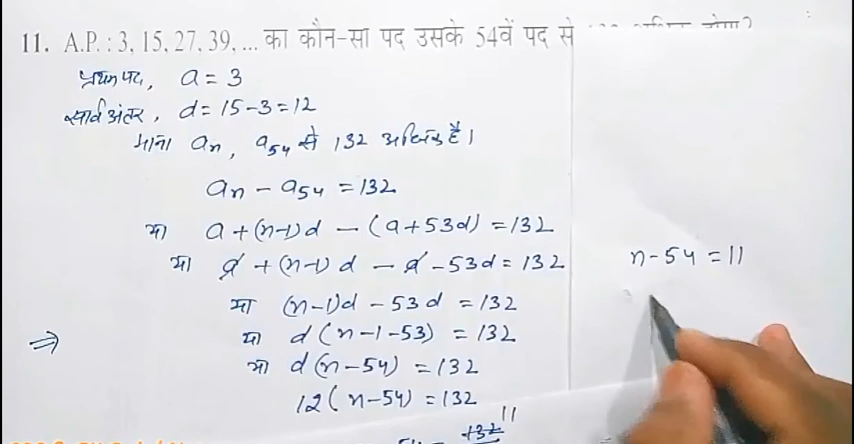 11. A.P. : 3, 15, 27, 39, ... का कौन-सा पद उसके 54वें पद से
प्रथम पद, a = 3
सार्व अंतर, d = 15 - 3 = 12
माना an, a54 से 132 अधिक है।
an - a54 = 132
या a + (n-1)d - (a + 53d) = 132
या a + (n-1)d - a - 53d = 132
या (n-1)d - 53d = 132
⇒ या d(n-1-53) = 132
या d(n-54) = 132
12(n-54) = 132
11
132
n - 54 = 11